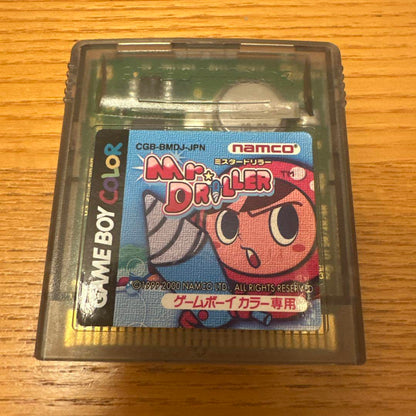 CGB-BMDJ-JPN
namco
ミスタードリラー
Mr. DRILLER
TM
GAME BOY COLOR
©1999 2000 NAMCO LTD., ALL RIGHTS RESERVED
ゲームボーイ カラー専用